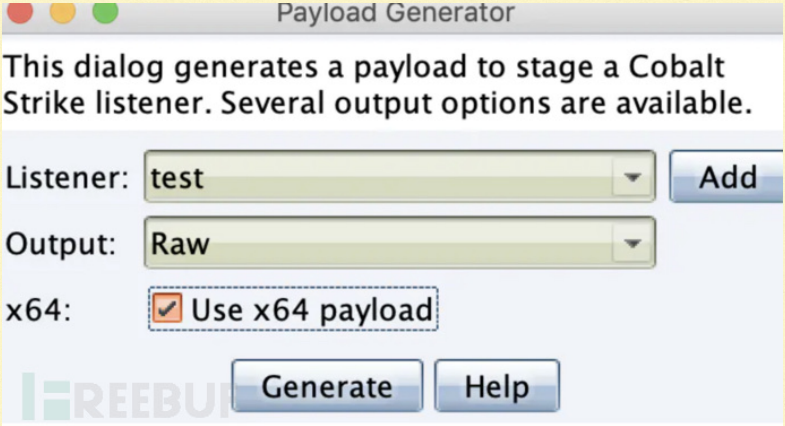 Payload Generator
This dialog generates a payload to stage a Cobalt
Strike listener. Several output options are available.
Listener: test Add
Output: Raw
x64: Use x64 payload
Generate Help